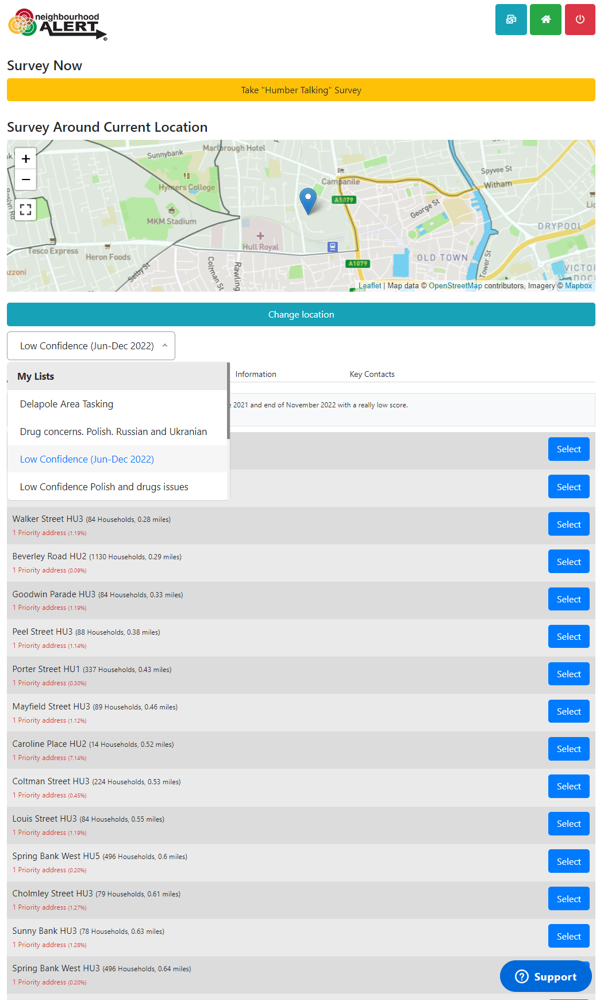 neighbourhood
ALERT
Survey Now
Take "Humber Talking" Survey
Survey Around Current Location
+
−
Marlbrough Hotel
Sunnybank
Hymers College
MKM Stadium
Tesco Express
Heron Foods
Selby St
Coltman St
Rawling
Hull Royal
Campanile
A1079
George St
Spyvee St
Witham
DRYPOOL
OLD TOWN
A1079
Tower St
Leaflet | Map data © OpenStreetMap contributors, Imagery © Mapbox
Change location
Low Confidence (Jun-Dec 2022)
My Lists
Information
Key Contacts
Delapole Area Tasking
2021 and end of November 2022 with a really low score.
Drug concerns. Polish. Russian and Ukranian
Low Confidence (Jun-Dec 2022)
Select
Low Confidence Polish and drugs issues
Select
Walker Street HU3 (84 Households, 0.28 miles)
1 Priority address (1.19%)
Select
Beverley Road HU2 (1130 Households, 0.29 miles)
1 Priority address (0.09%)
Select
Goodwin Parade HU3 (84 Households, 0.33 miles)
1 Priority address (1.19%)
Select
Peel Street HU3 (88 Households, 0.38 miles)
1 Priority address (1.14%)
Select
Porter Street HU1 (337 Households, 0.43 miles)
1 Priority address (0.30%)
Select
Mayfield Street HU3 (89 Households, 0.46 miles)
1 Priority address (1.12%)
Select
Caroline Place HU2 (14 Households, 0.52 miles)
1 Priority address (7.14%)
Select
Coltman Street HU3 (224 Households, 0.53 miles)
1 Priority address (0.45%)
Select
Louis Street HU3 (84 Households, 0.55 miles)
1 Priority address (1.19%)
Select
Spring Bank West HU5 (496 Households, 0.6 miles)
1 Priority address (0.20%)
Select
Cholmley Street HU3 (79 Households, 0.61 miles)
1 Priority address (1.27%)
Select
Sunny Bank HU3 (78 Households, 0.63 miles)
1 Priority address (1.28%)
Select
Spring Bank West HU3 (496 Households, 0.64 miles)
1 Priority address (0.20%)
Support